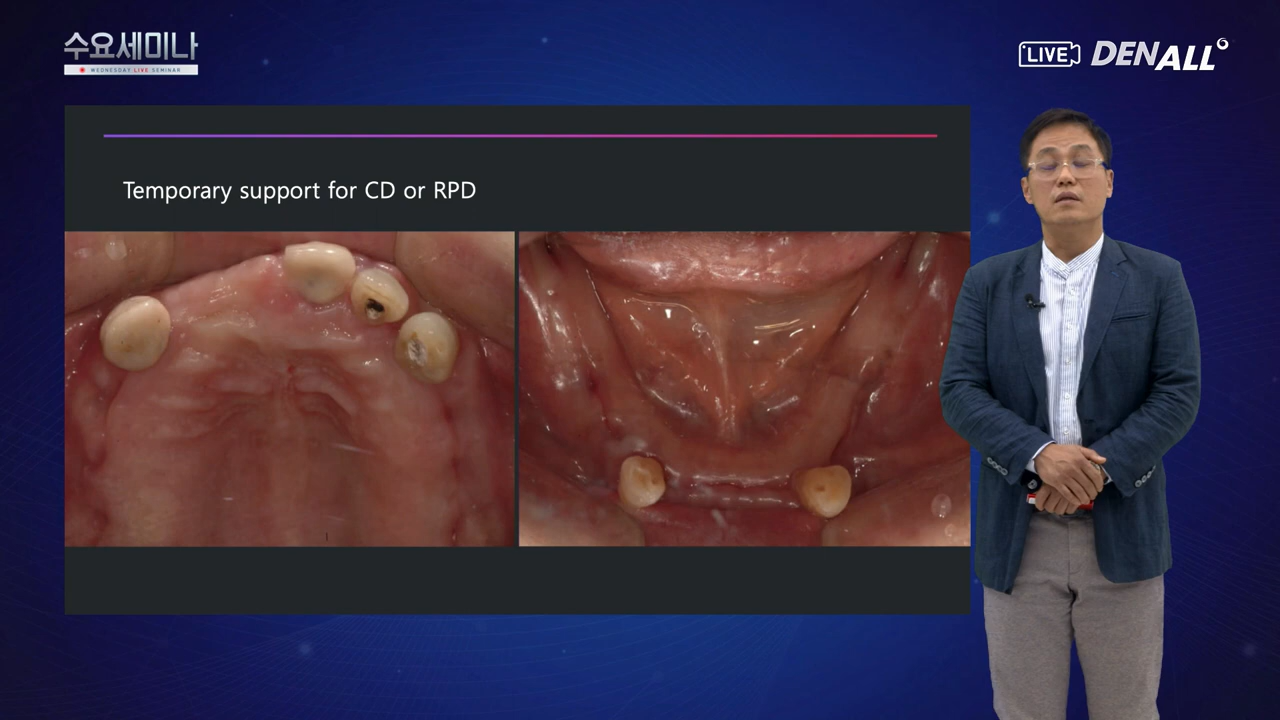 수요세미나
WEDNESDAY LIVE SEMINAR
LIVE
DENALL
Temporary support for CD or RPD